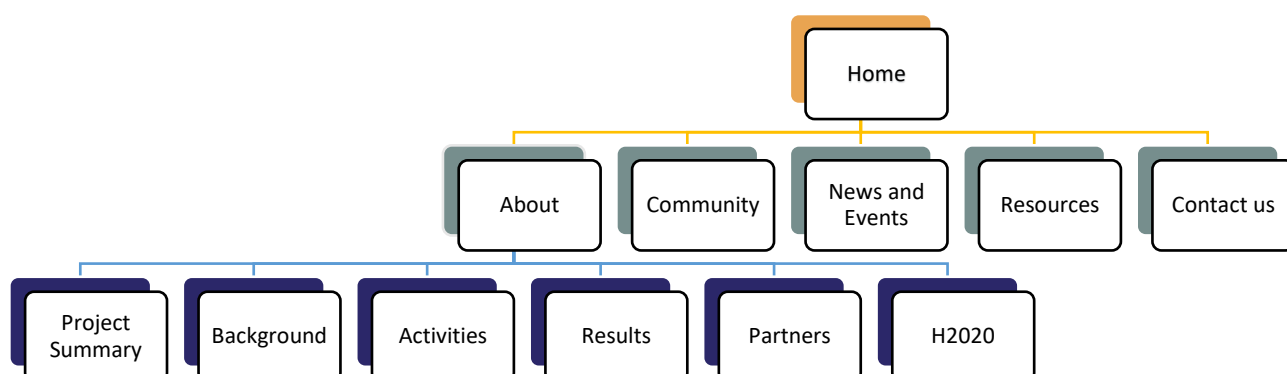 Home
About
Community
News and
Events
Resources
Contact us
Project
Summary
Background
Activities
Results
Partners
H2020